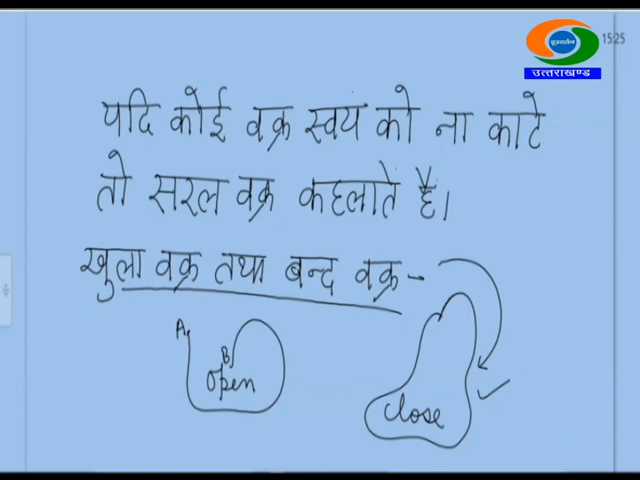 दूरदर्शन
15:25
उत्तराखण्ड
यदि कोई वक्र स्वयं को ना काटे
तो सरल वक्र कहलाते है।
खुला वक्र तथा बन्द वक्र -
A
B
open
close